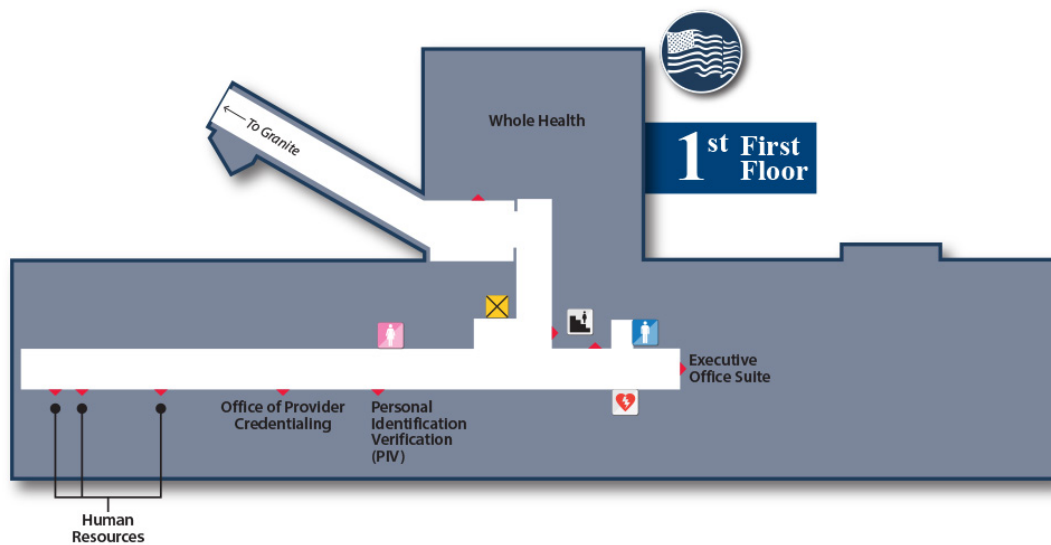 Whole Health
← To Granite
1st First
Floor
Executive
Office Suite
Office of Provider
Credentialing
Personal
Identification
Verification
(PIV)
Human
Resources